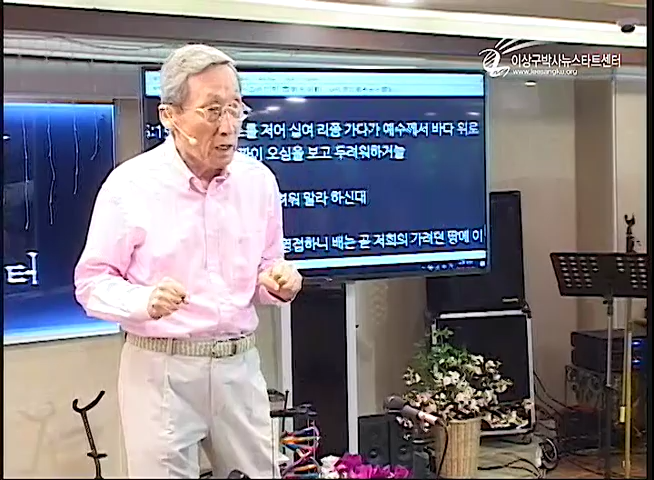 이상구박사뉴스타트센터
www.leesangku.org
를 저어 십여 리쯤 가다가 예수께서 바다 위로
이 오심을 보고 두려워하거늘
려워 말라 하신대
영접하니 배는 곧 저희의 가려던 땅에 이
터